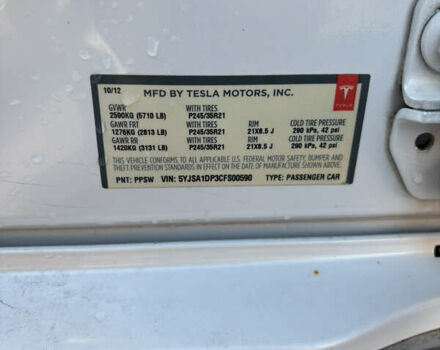 10/12
MFD BY TESLA MOTORS, INC.
TESLA
GVWR WITH TIRES
2590KG (5710 LB) P245/35R21
GAWR FRT WITH TIRES RIM COLD TIRE PRESSURE
1276KG (2813 LB) P245/35R21 21X8.5 J 290 kPa, 42 psi
GAWR RR WITH TIRES RIM COLD TIRE PRESSURE
1420KG (3131 LB) P245/35R21 21X8.5 J 290 kPa, 42 psi
THIS VEHICLE CONFORMS TO ALL APPLICABLE U.S. FEDERAL MOTOR SAFETY, BUMPER AND
THEFT PREVENTION STANDARDS IN EFFECT ON THE DATE OF MANUFACTURE SHOWN ABOVE.
PNT: PPSW VIN: 5YJSA1DP3CFS00590 TYPE: PASSENGER CAR